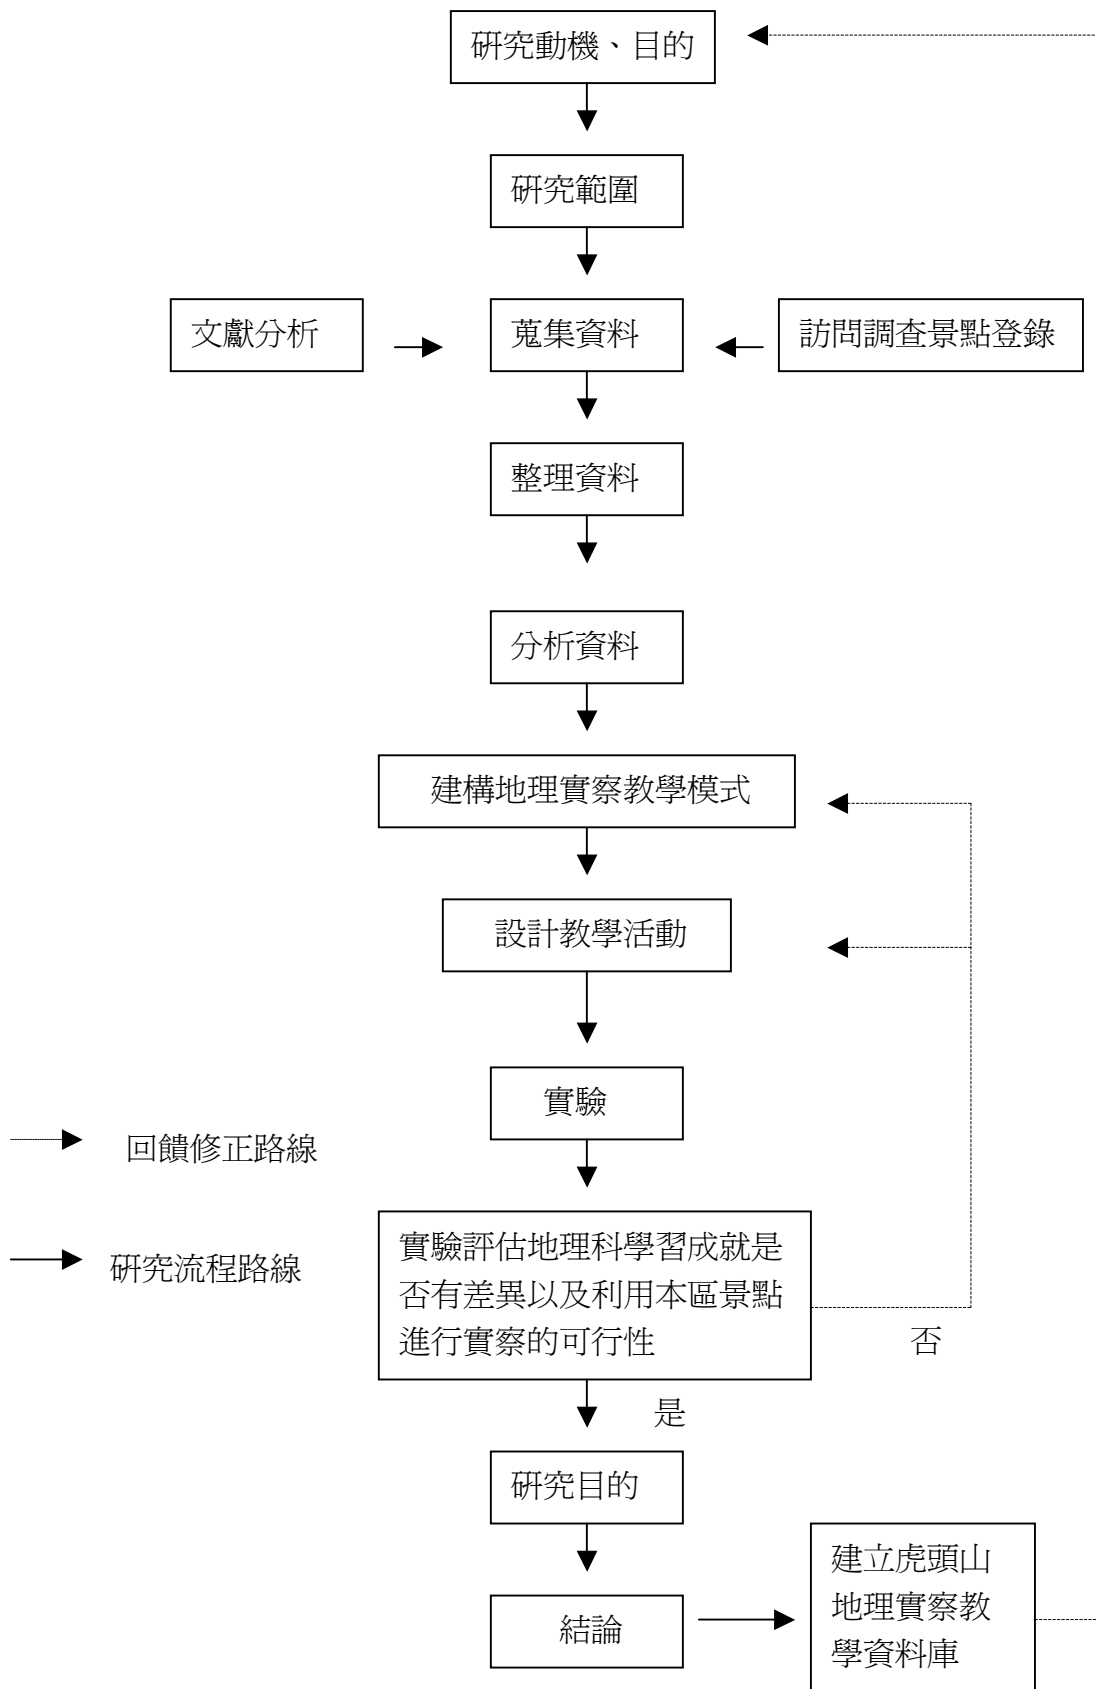 研究動機、目的
研究範圍
文獻分析
蒐集資料
訪問調查景點登錄
整理資料
分析資料
建構地理實察教學模式
設計教學活動
實驗
回饋修正路線
研究流程路線
實驗評估地理科學習成就是
否有差異以及利用本區景點
進行實察的可行性
否
是
研究目的
結論
建立虎頭山
地理實察教
學資料庫